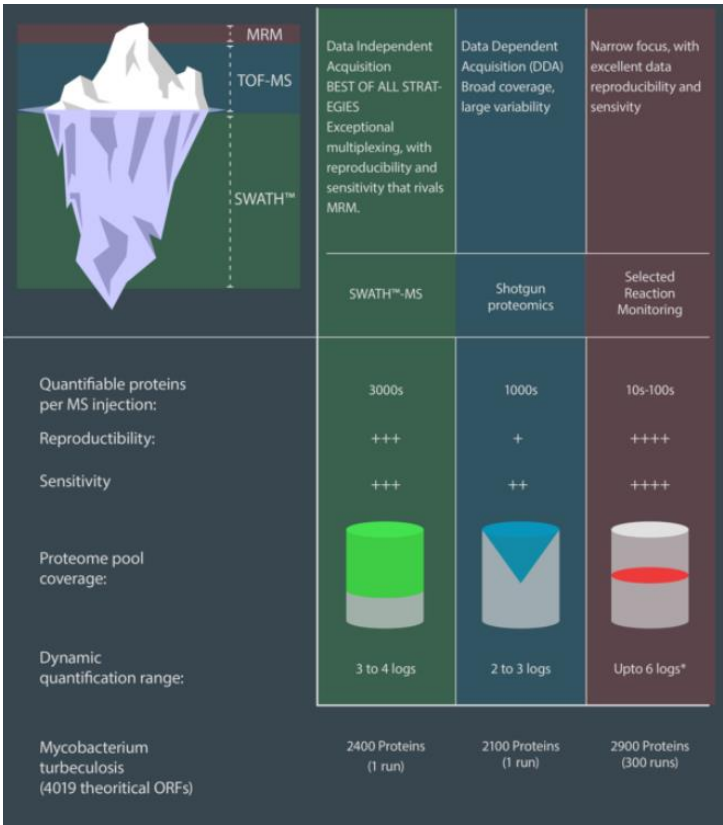 MRM
TOF-MS
SWATH™
Data Independent
Acquisition
BEST OF ALL STRAT-
EGIES
Exceptional
multiplexing, with
reproducibility and
sensitivity that rivals
MRM.
Data Dependent
Acquisition (DDA)
Broad coverage,
large variability
Narrow focus, with
excellent data
reproducibility and
sensivity
SWATH™-MS
Shotgun
proteomics
Selected
Reaction
Monitoring
Quantifiable proteins
per MS injection:
3000s
1000s
10s-100s
Reproductibility:
+++
+
++++
Sensitivity
+++
++
++++
Proteome pool
coverage:
Dynamic
quantification range:
3 to 4 logs
2 to 3 logs
Upto 6 logs*
Mycobacterium
turbeculosis
(4019 theoritical ORFs)
2400 Proteins
(1 run)
2100 Proteins
(1 run)
2900 Proteins
(300 runs)